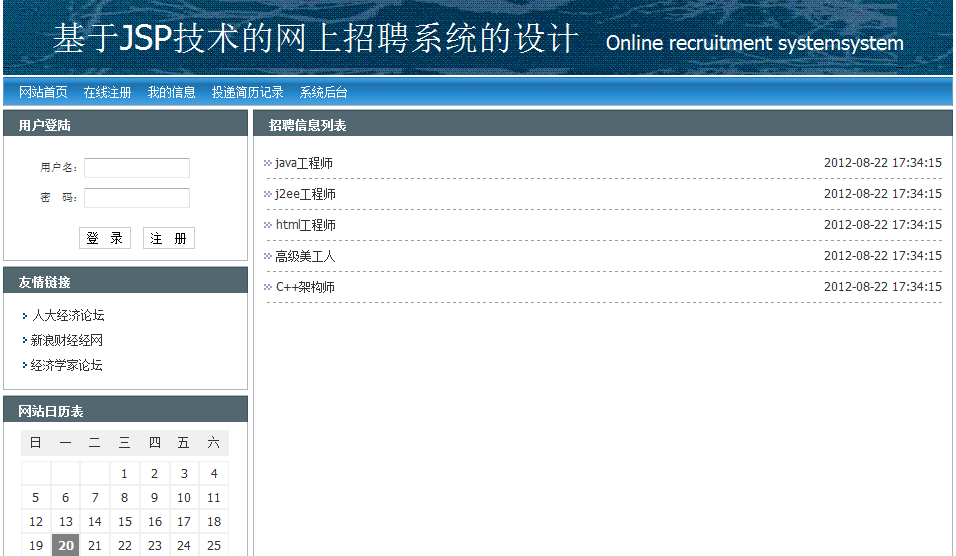 基于JSP技术的网上招聘系统的设计 Online recruitment systemsystem
网站首页 在线注册 我的信息 投递简历记录 系统后台
用户登陆
用户名:
密 码:
登 录 注 册
友情链接
人大经济论坛
新浪财经经网
经济学家论坛
网站日历表
日 一 二 三 四 五 六
1 2 3 4
5 6 7 8 9 10 11
12 13 14 15 16 17 18
19 20 21 22 23 24 25
招聘信息列表
java工程师 2012-08-22 17:34:15
j2ee工程师 2012-08-22 17:34:15
html工程师 2012-08-22 17:34:15
高级美工人 2012-08-22 17:34:15
C++架构师 2012-08-22 17:34:15